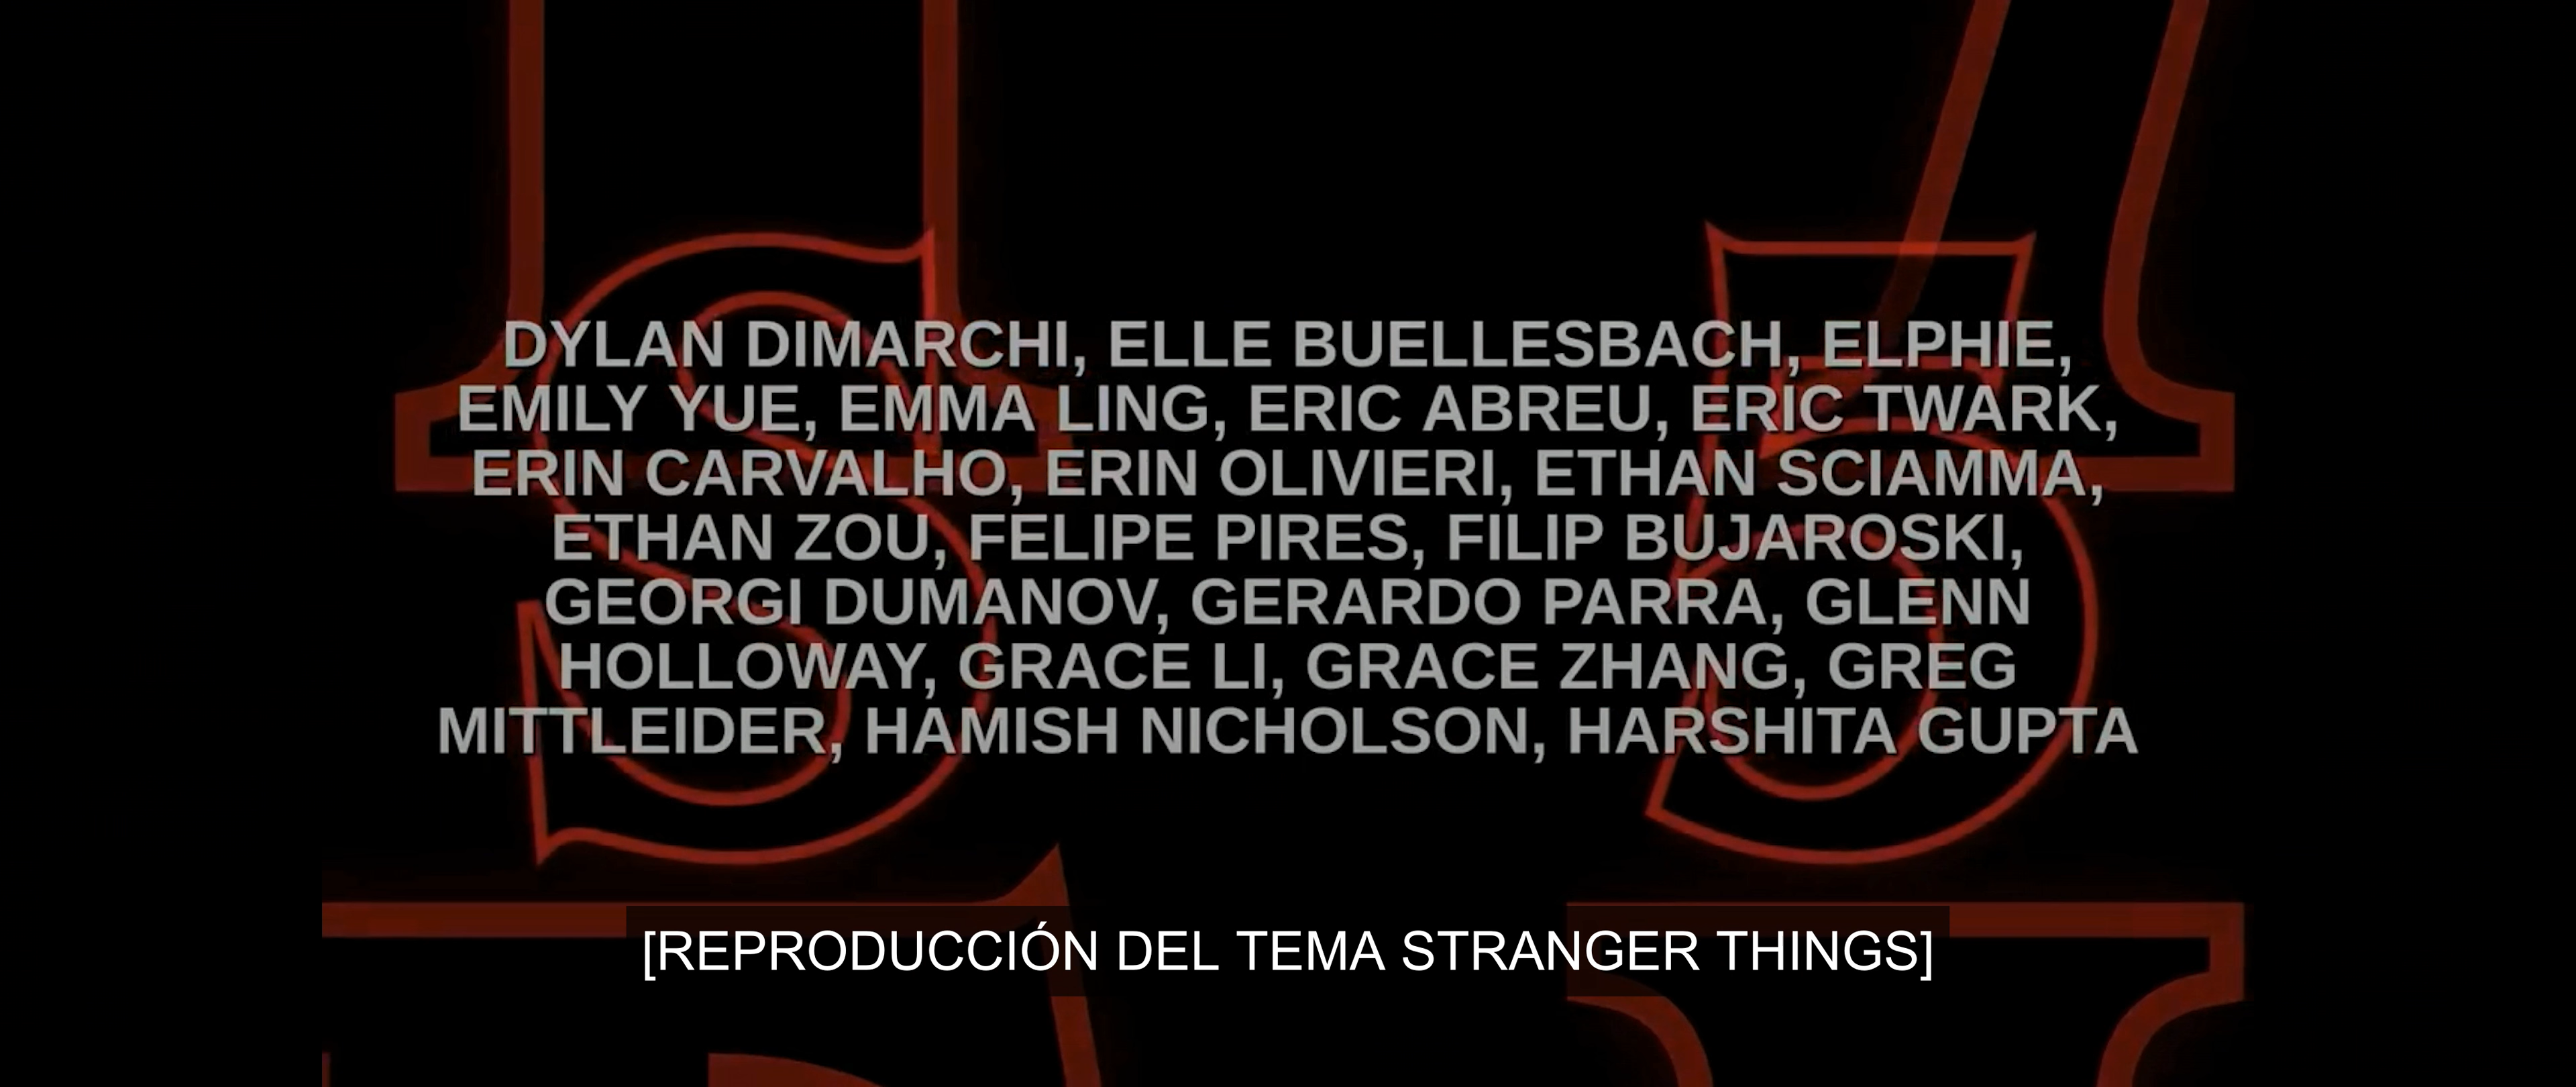 DYLAN DIMARCHI, ELLE BUELLESBACH, ELPHIE,
EMILY YUE, EMMA LING, ERIC ABREU, ERIC TWARK,
ERIN CARVALHO, ERIN OLIVIERI, ETHAN SCIAMMA,
ETHAN ZOU, FELIPE PIRES, FILIP BUJAROSKI,
GEORGI DUMANOV, GERARDO PARRA, GLENN
HOLLOWAY, GRACE LI, GRACE ZHANG, GREG
MITTLEIDER, HAMISH NICHOLSON, HARSHITA GUPTA
[REPRODUCCIÓN DEL TEMA STRANGER THINGS]